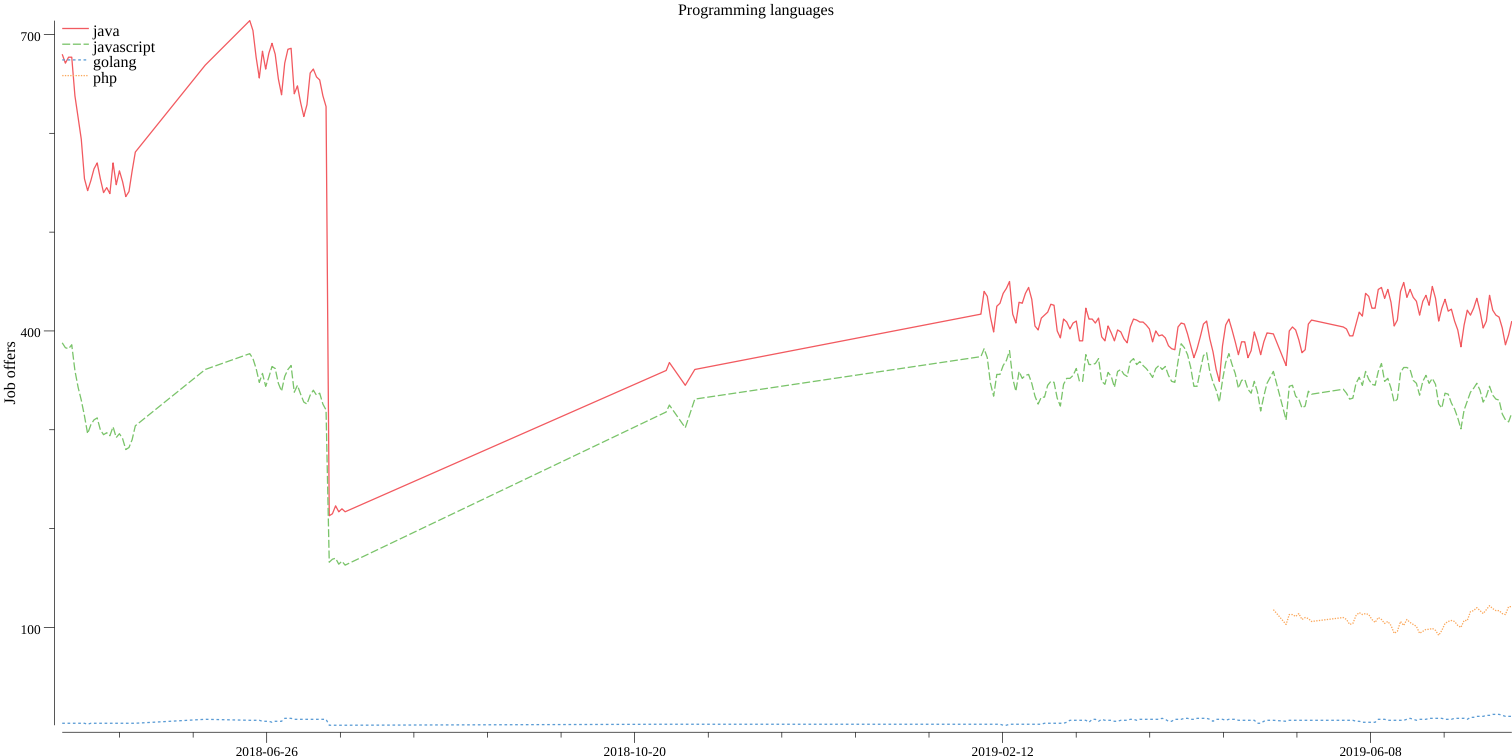 Programming languages
java
javascript
golang
php
Job offers
700
400
100
2018-06-26
2018-10-20
2019-02-12
2019-06-08